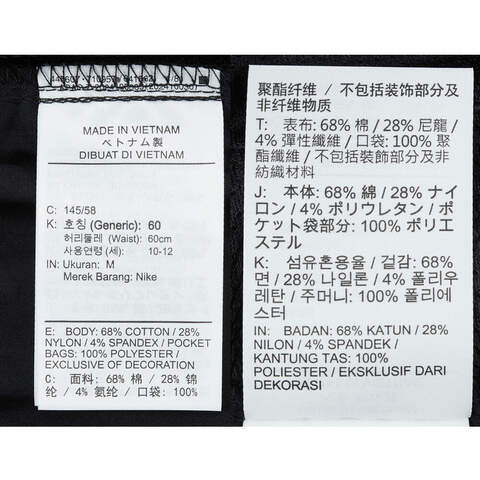 MADE IN VIETNAM
ベトナム製
DIBUAT DI VIETNAM
C: 145/58
K: 호칭 (Generic): 60
허리둘레 (Waist): 60cm
사용연령 (세): 10-12
IN: Ukuran: M
Merek Barang: Nike
E: BODY: 68% COTTON / 28%
NYLON / 4% SPANDEX / POCKET
BAGS: 100% POLYESTER /
EXCLUSIVE OF DECORATION
C: 面料: 68% 棉 / 28% 锦
纶 / 4% 氨纶 / 口袋: 100%
聚酯纤维 / 不包括装饰部分及
非纤维物质
T: 表布: 68% 棉 / 28% 尼龍 /
4% 彈性纖維 / 口袋: 100% 聚
酯纖維 / 不包括裝飾部分及非
紡織材料
J: 本体: 68% 綿 / 28% ナイ
ロン / 4% ポリウレタン / ポ
ケット袋部分: 100% ポリエ
ステル
K: 섬유혼용율 / 겉감: 68%
면 / 28% 나일론 / 4% 폴리우
레탄 / 주머니: 100% 폴리에
스터
IN: BADAN: 68% KATUN / 28%
NILON / 4% SPANDEK /
KANTUNG TAS: 100%
POLIESTER / EKSKLUSIF DARI
DEKORASI